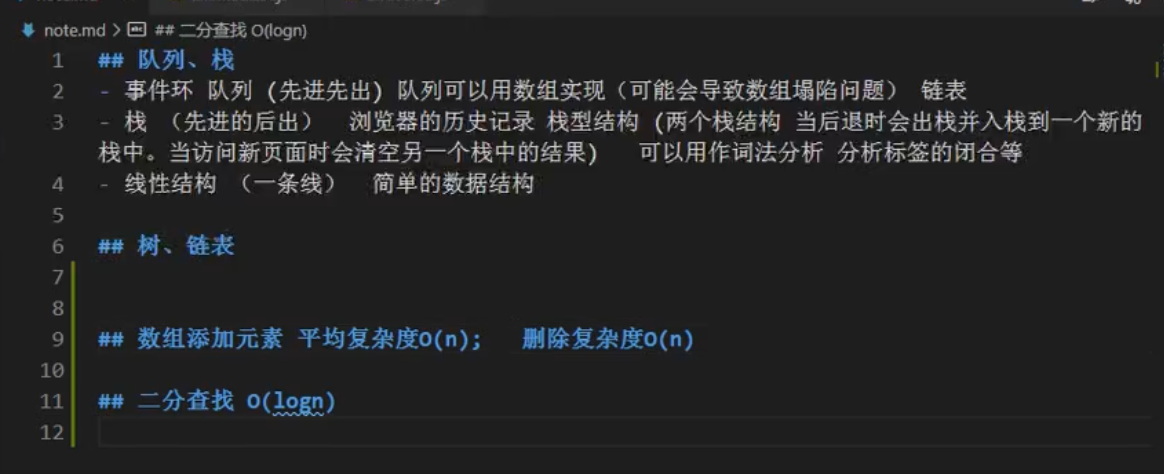 note.md > ## 二分查找 O(logn)
1 ## 队列、栈
2 - 事件环 队列 (先进先出) 队列可以用数组实现（可能会导致数组塌陷问题） 链表
3 - 栈 （先进的后出） 浏览器的历史记录 栈型结构 (两个栈结构 当后退时会出栈并入栈到一个新的
栈中。当访问新页面时会清空另一个栈中的结果) 可以用作词法分析 分析标签的闭合等
4 - 线性结构 （一条线） 简单的数据结构
5
6 ## 树、链表
7
8
9 ## 数组添加元素 平均复杂度O(n); 删除复杂度O(n)
10
11 ## 二分查找 O(logn)
12